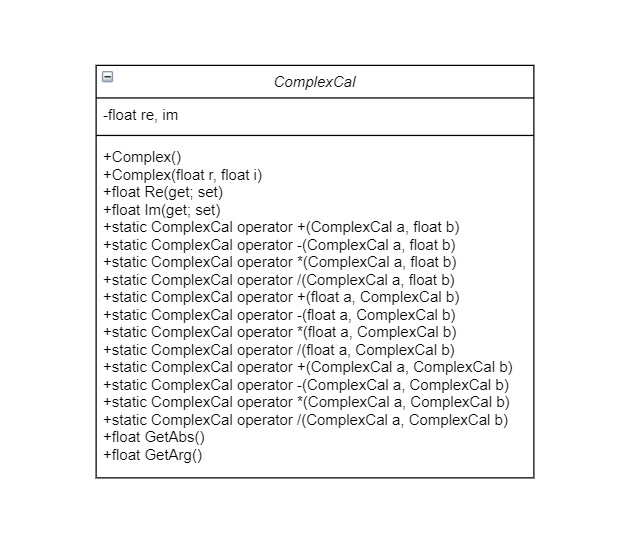 ComplexCal
-float re, im
+Complex()
+Complex(float r, float i)
+float Re(get; set)
+float Im(get; set)
+static ComplexCal operator +(ComplexCal a, float b)
+static ComplexCal operator -(ComplexCal a, float b)
+static ComplexCal operator *(ComplexCal a, float b)
+static ComplexCal operator /(ComplexCal a, float b)
+static ComplexCal operator +(float a, ComplexCal b)
+static ComplexCal operator -(float a, ComplexCal b)
+static ComplexCal operator *(float a, ComplexCal b)
+static ComplexCal operator /(float a, ComplexCal b)
+static ComplexCal operator +(ComplexCal a, ComplexCal b)
+static ComplexCal operator -(ComplexCal a, ComplexCal b)
+static ComplexCal operator *(ComplexCal a, ComplexCal b)
+static ComplexCal operator /(ComplexCal a, ComplexCal b)
+float GetAbs()
+float GetArg()